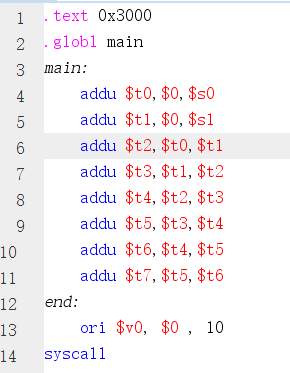 1 .text 0x3000
2 .globl main
3 main:
4 addu $t0,$0,$s0
5 addu $t1,$0,$s1
6 addu $t2,$t0,$t1
7 addu $t3,$t1,$t2
8 addu $t4,$t2,$t3
9 addu $t5,$t3,$t4
10 addu $t6,$t4,$t5
11 addu $t7,$t5,$t6
12 end:
13 ori $v0, $0 , 10
14 syscall